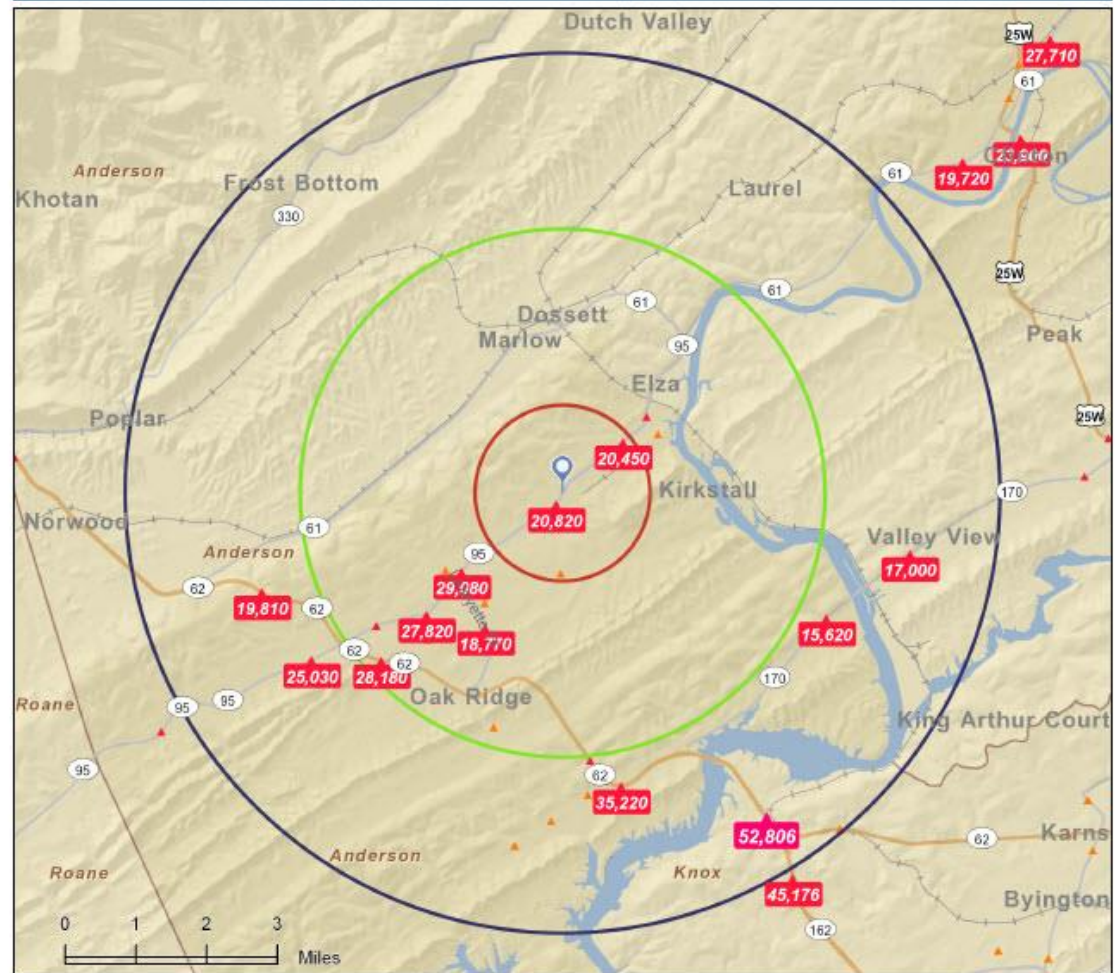 Dutch Valley
25W
27,710
61
Anderson
Khotan
Frost Bottom
330
Laurel
61
19,720
25W
61
61
Dossett
Marlow
95
Peak
Elza
Poplar
25W
20,450
Kirkstall
170
20,820
Norwood
61
Anderson
95
Valley View
17,000
62
29,080
19,810
62
27,820
18,770
15,620
62
62
25,030
28,180
170
Oak Ridge
Roane
95
95
King Arthur Court
95
62
35,220
52,806
62
Karns
Anderson
Roane
Knox
45,176
Byington
162
0 1 2 3
Miles